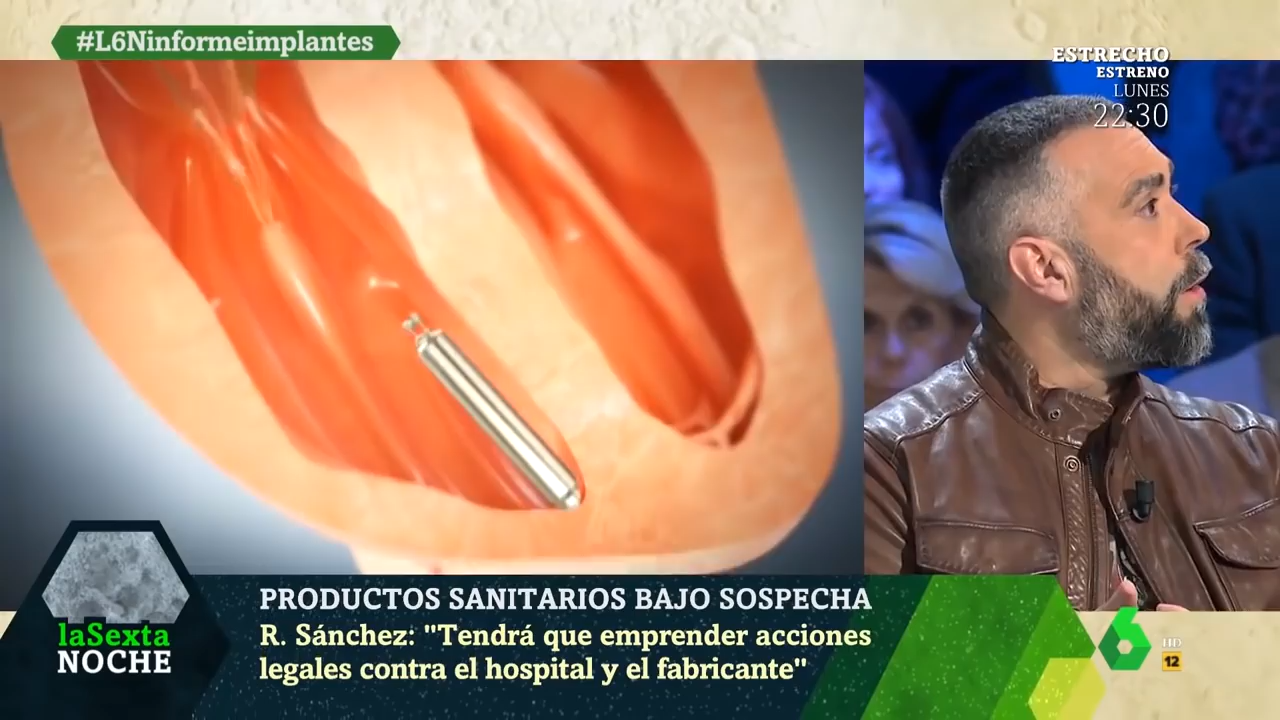 #L6Ninformeimplantes
ESTRECHO
ESTRENO
LUNES
22:30
PRODUCTOS SANITARIOS BAJO SOSPECHA
R. Sánchez: "Tendrá que emprender acciones
legales contra el hospital y el fabricante"
laSexta
NOCHE
6
HD
12